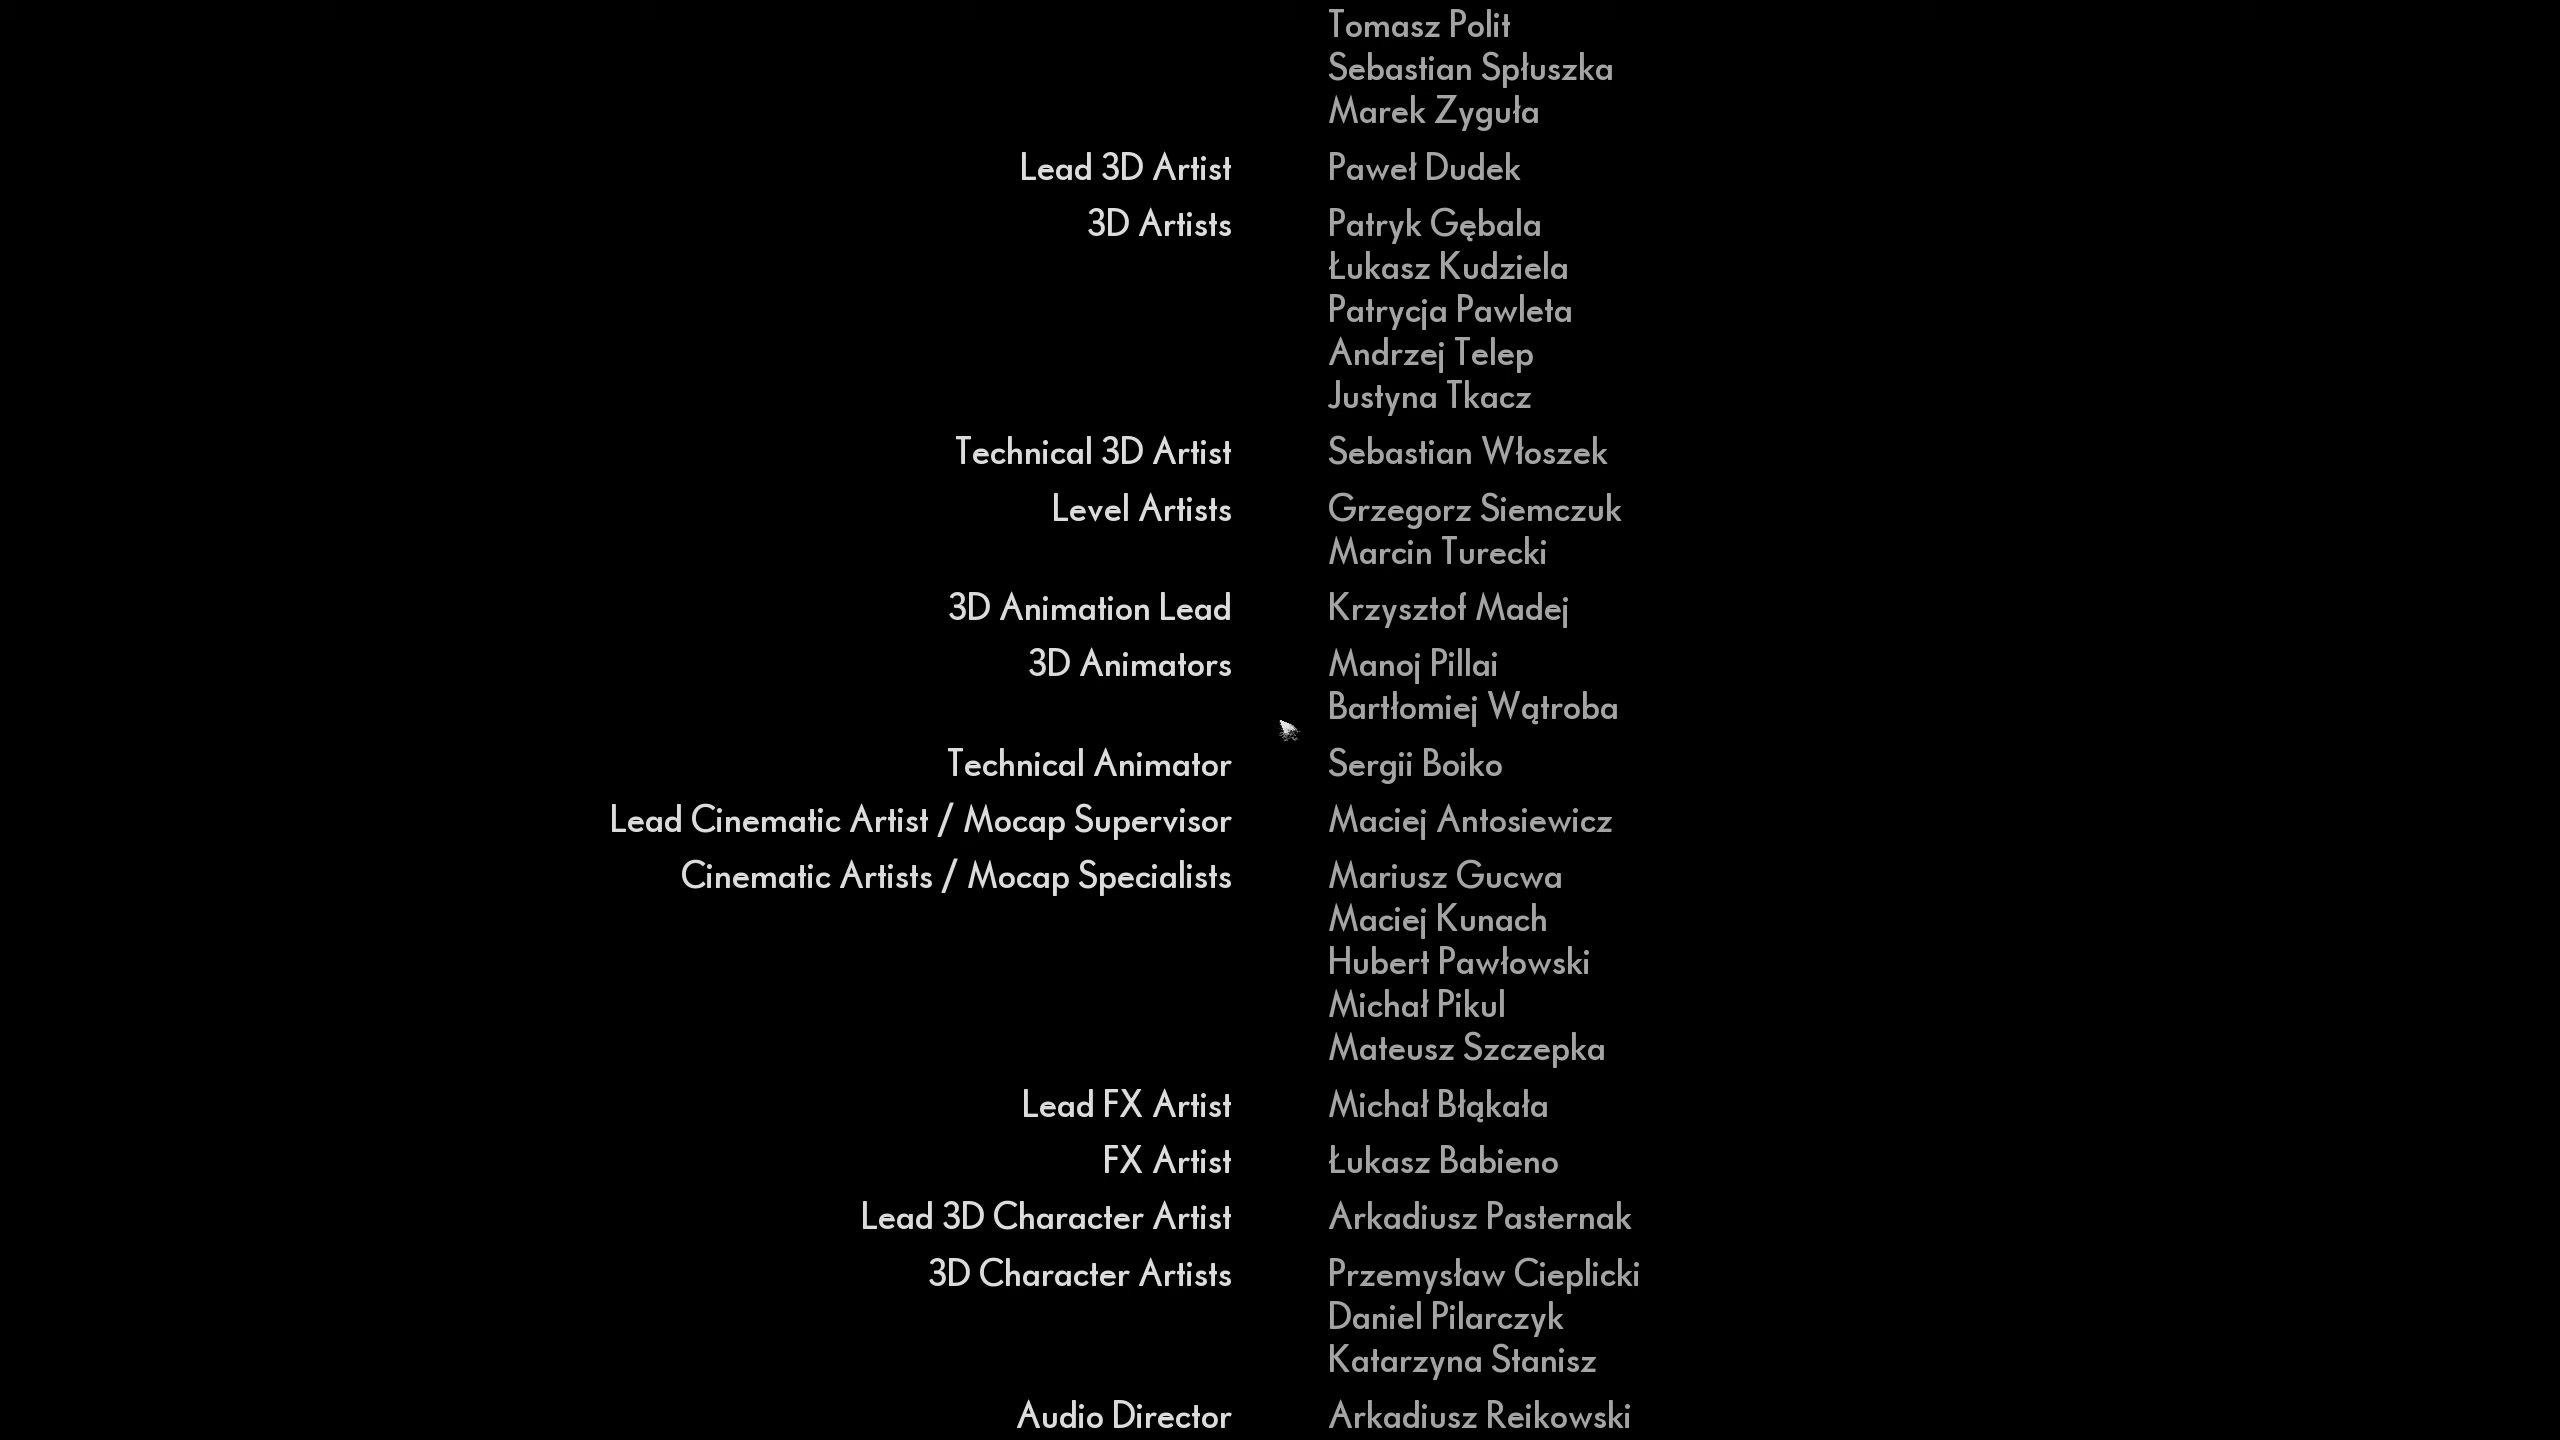 Tomasz Polit
Sebastian Spłuszka
Marek Zyguła
Lead 3D Artist Paweł Dudek
3D Artists Patryk Gębala
Łukasz Kudziela
Patrycja Pawleta
Andrzej Telep
Justyna Tkacz
Technical 3D Artist Sebastian Włoszek
Level Artists Grzegorz Siemczuk
Marcin Turecki
3D Animation Lead Krzysztof Madej
3D Animators Manoj Pillai
Bartłomiej Wątroba
Technical Animator Sergii Boiko
Lead Cinematic Artist / Mocap Supervisor Maciej Antosiewicz
Cinematic Artists / Mocap Specialists Mariusz Gucwa
Maciej Kunach
Hubert Pawłowski
Michał Pikul
Mateusz Szczepka
Lead FX Artist Michał Błąkała
FX Artist Łukasz Babieno
Lead 3D Character Artist Arkadiusz Pasternak
3D Character Artists Przemysław Cieplicki
Daniel Pilarczyk
Katarzyna Stanisz
Audio Director Arkadiusz Reikowski